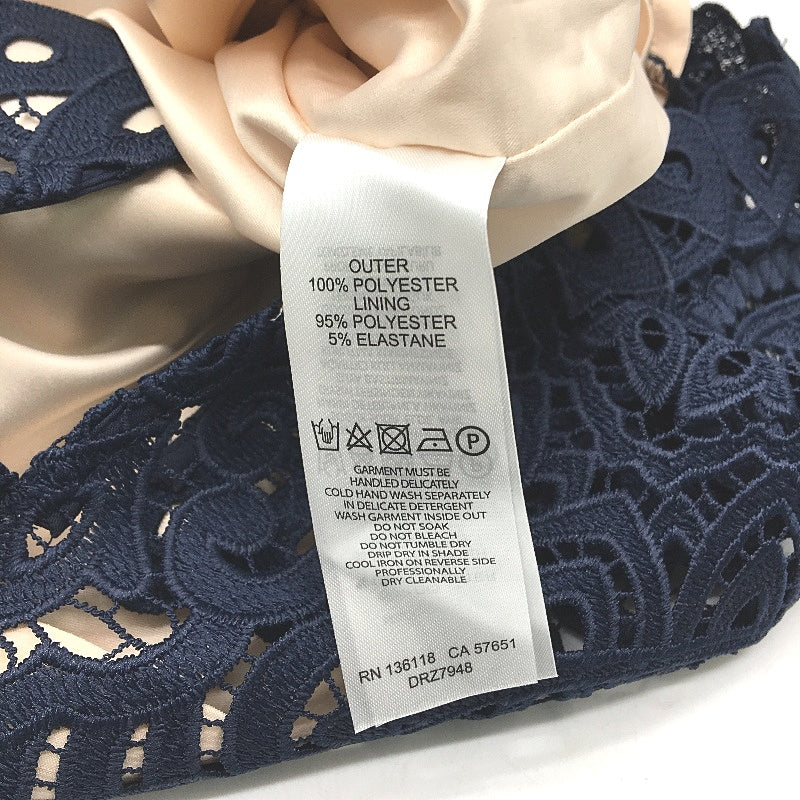 OUTER
100% POLYESTER
LINING
95% POLYESTER
5% ELASTANE
P
GARMENT MUST BE
HANDLED DELICATELY
COLD HAND WASH SEPARATELY
IN DELICATE DETERGENT
WASH GARMENT INSIDE OUT
DO NOT SOAK
DO NOT BLEACH
DO NOT TUMBLE DRY
DRIP DRY IN SHADE
COOL IRON ON REVERSE SIDE
PROFESSIONALLY
DRY CLEANABLE
RN 136118 CA 57651
DRZ7948